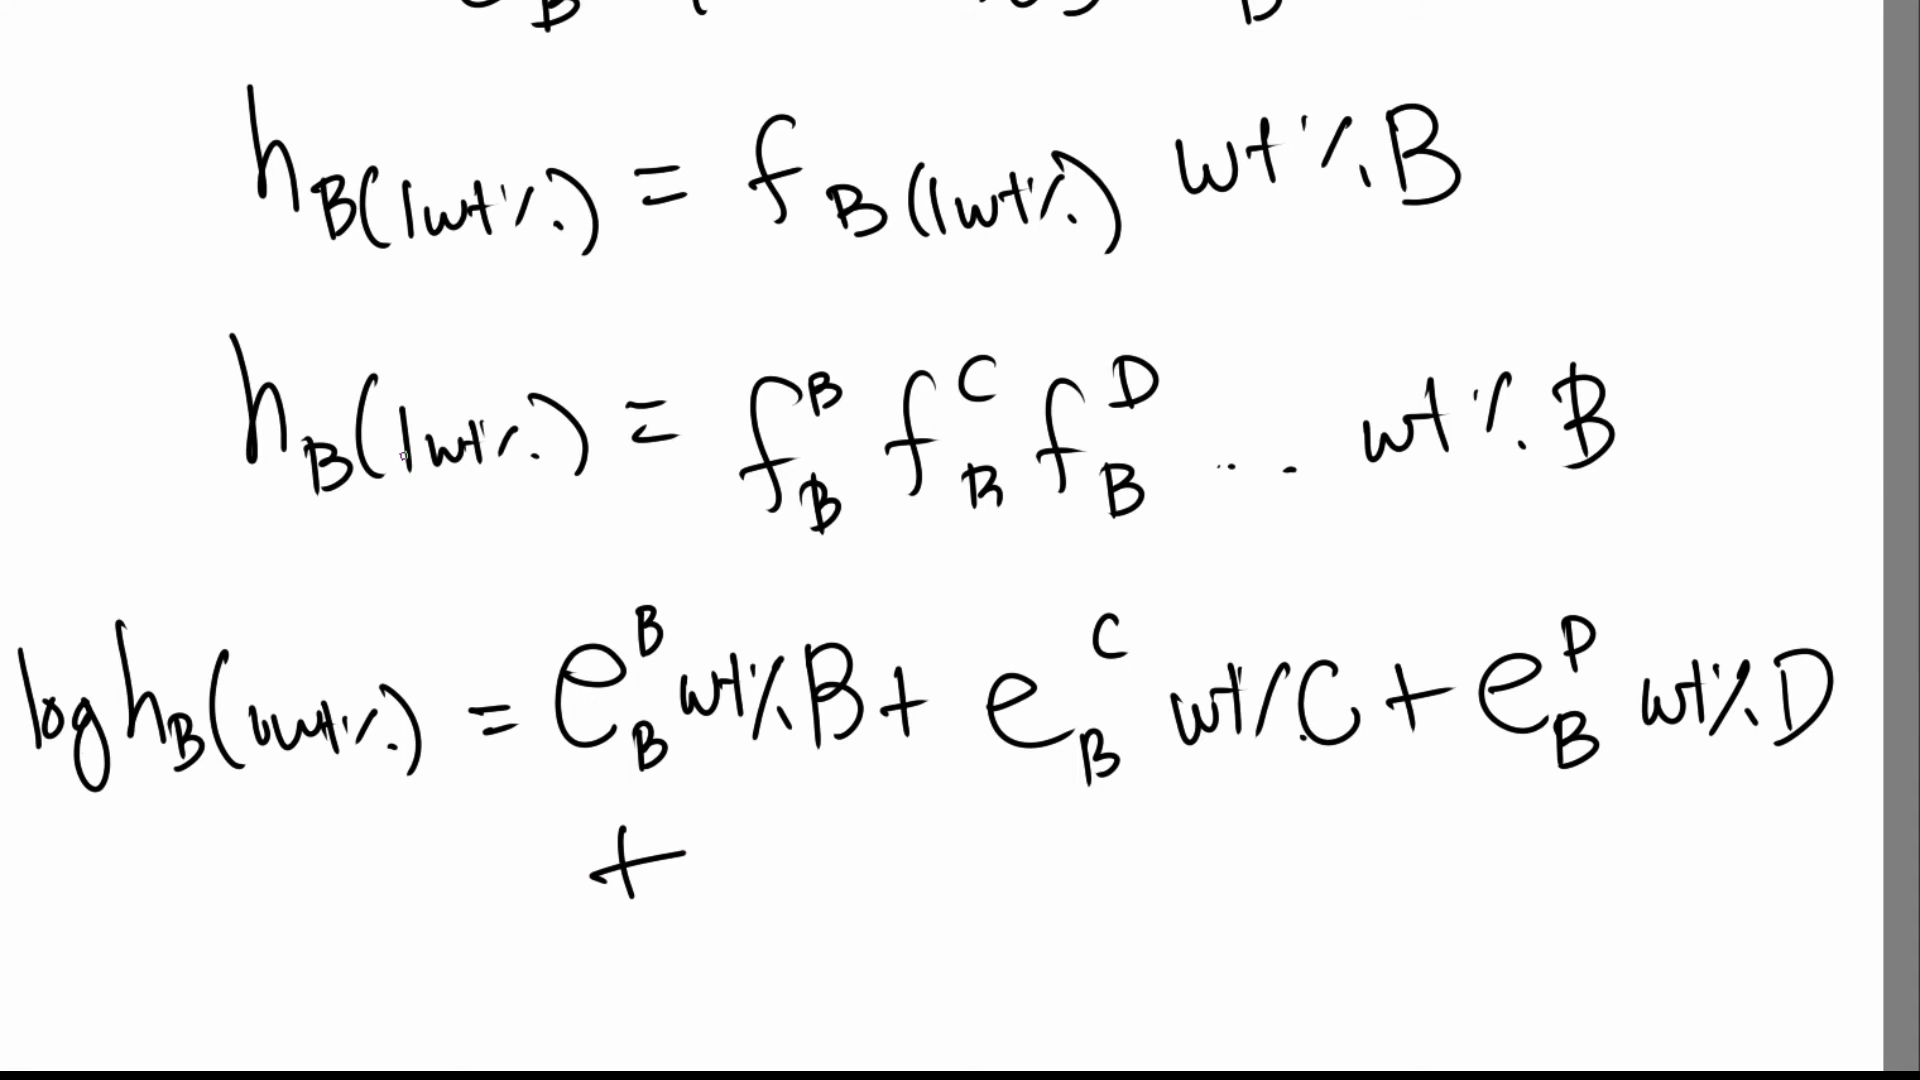 h_B(1wt%) = f_B(1wt%) wt%B
h_B(1wt%) = f_B^B f_B^C f_B^D ... wt%B
log h_B(1wt%) = e_B^B wt%B + e_B^C wt%C + e_B^D wt%D
+